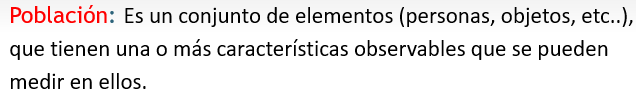 Población: Es un conjunto de elementos (personas, objetos, etc..),
que tienen una o más características observables que se pueden
medir en ellos.